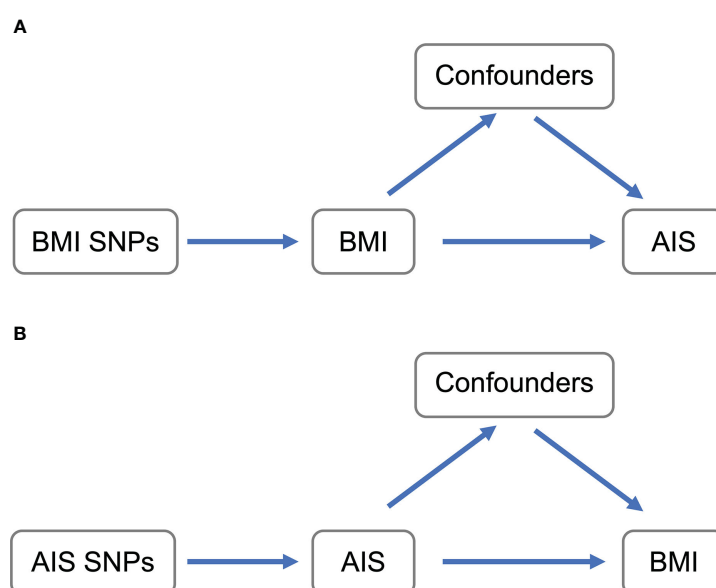 A
Confounders
BMI SNPs
BMI
AIS
B
Confounders
AIS SNPs
AIS
BMI